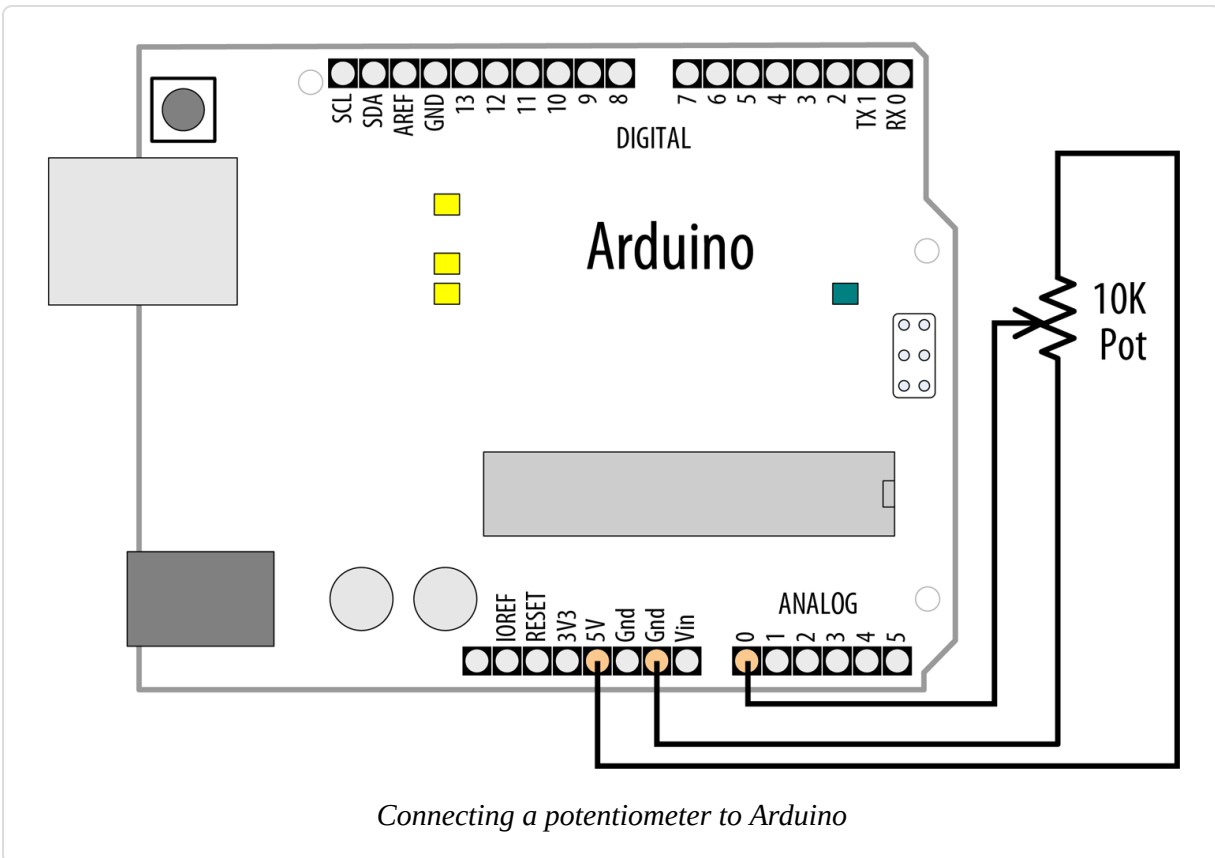 SCL SDA AREF GND 13 12 11 10 9 8 7 6 5 4 3 2 TX 1 RX 0
DIGITAL
Arduino
10K
Pot
ANALOG
IOREF RESET 3V3 5V Gnd Gnd Vin 0 1 2 3 4 5
Connecting a potentiometer to Arduino